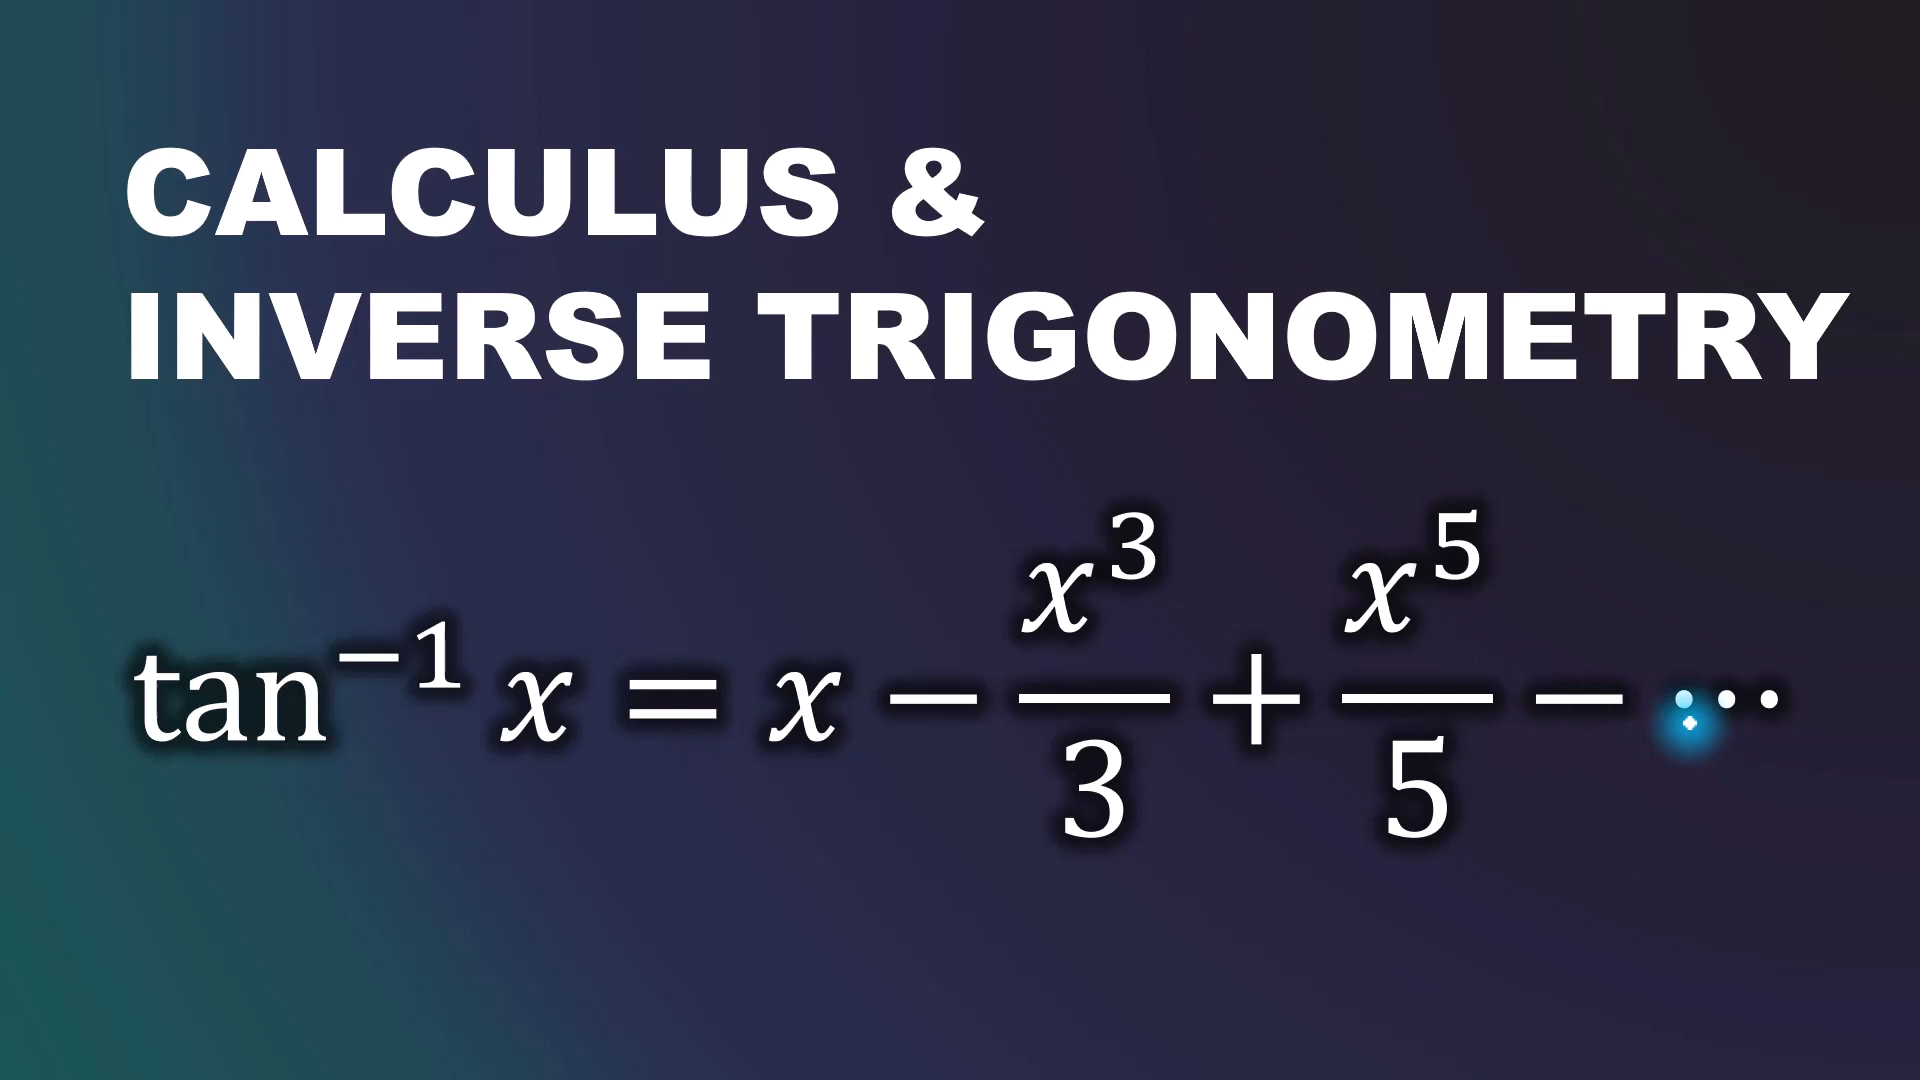 CALCULUS &
INVERSE TRIGONOMETRY
tan⁻¹ x = x − x³/3 + x⁵/5 − ⋯